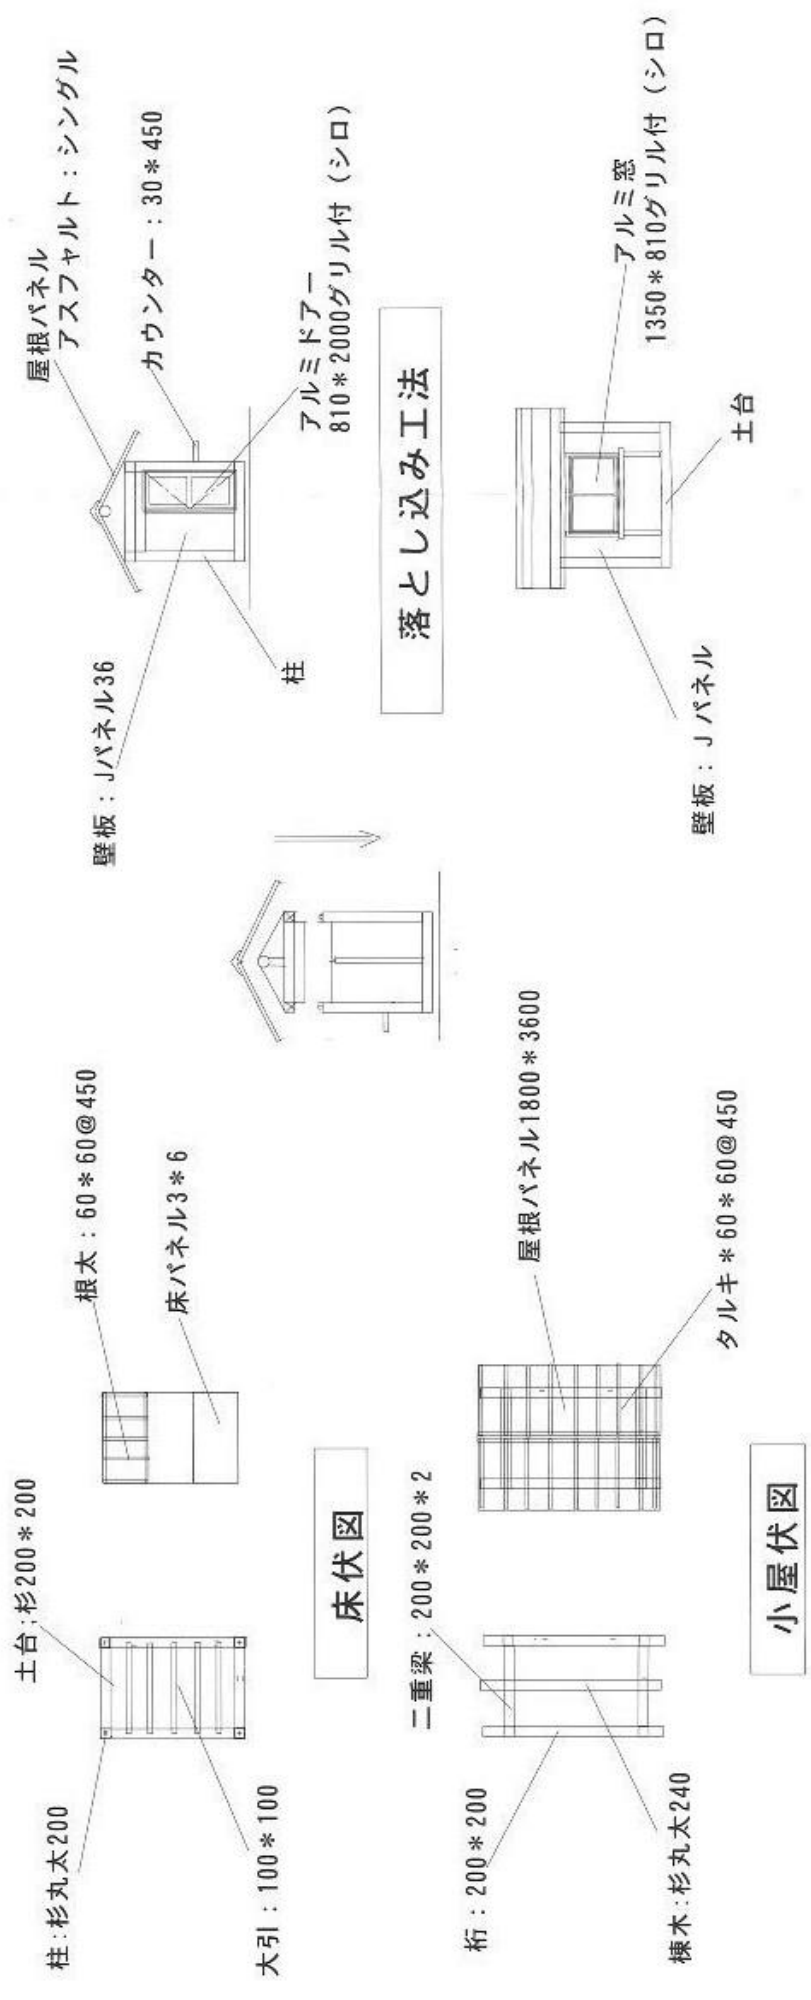 柱:杉丸太200
土台;杉200*200
大引:100*100
根太:60*60@450
床パネル3*6
床伏図
桁:200*200
二重梁:200*200*2
棟木:杉丸太240
屋根パネル1800*3600
タルキ*60*60@450
小屋伏図
壁板:Jパネル36
柱
屋根パネル
アスファルト:シングル
カウンター:30*450
アルミドアー
810*2000グリル付(シロ)
落とし込み工法
壁板:Jパネル
土台
アルミ窓
1350*810グリル付(シロ)